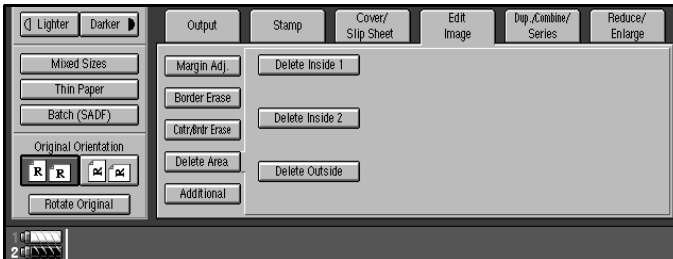 Lighter Darker
Mixed Sizes
Thin Paper
Batch (SADF)
Original Orientation
R R R R
Rotate Original
Output
Stamp
Cover/
Slip Sheet
Edit
Image
Dup./Combine/
Series
Reduce/
Enlarge
Margin Adj.
Border Erase
Cntr/Brdr Erase
Delete Area
Additional
Delete Inside 1
Delete Inside 2
Delete Outside
1
2